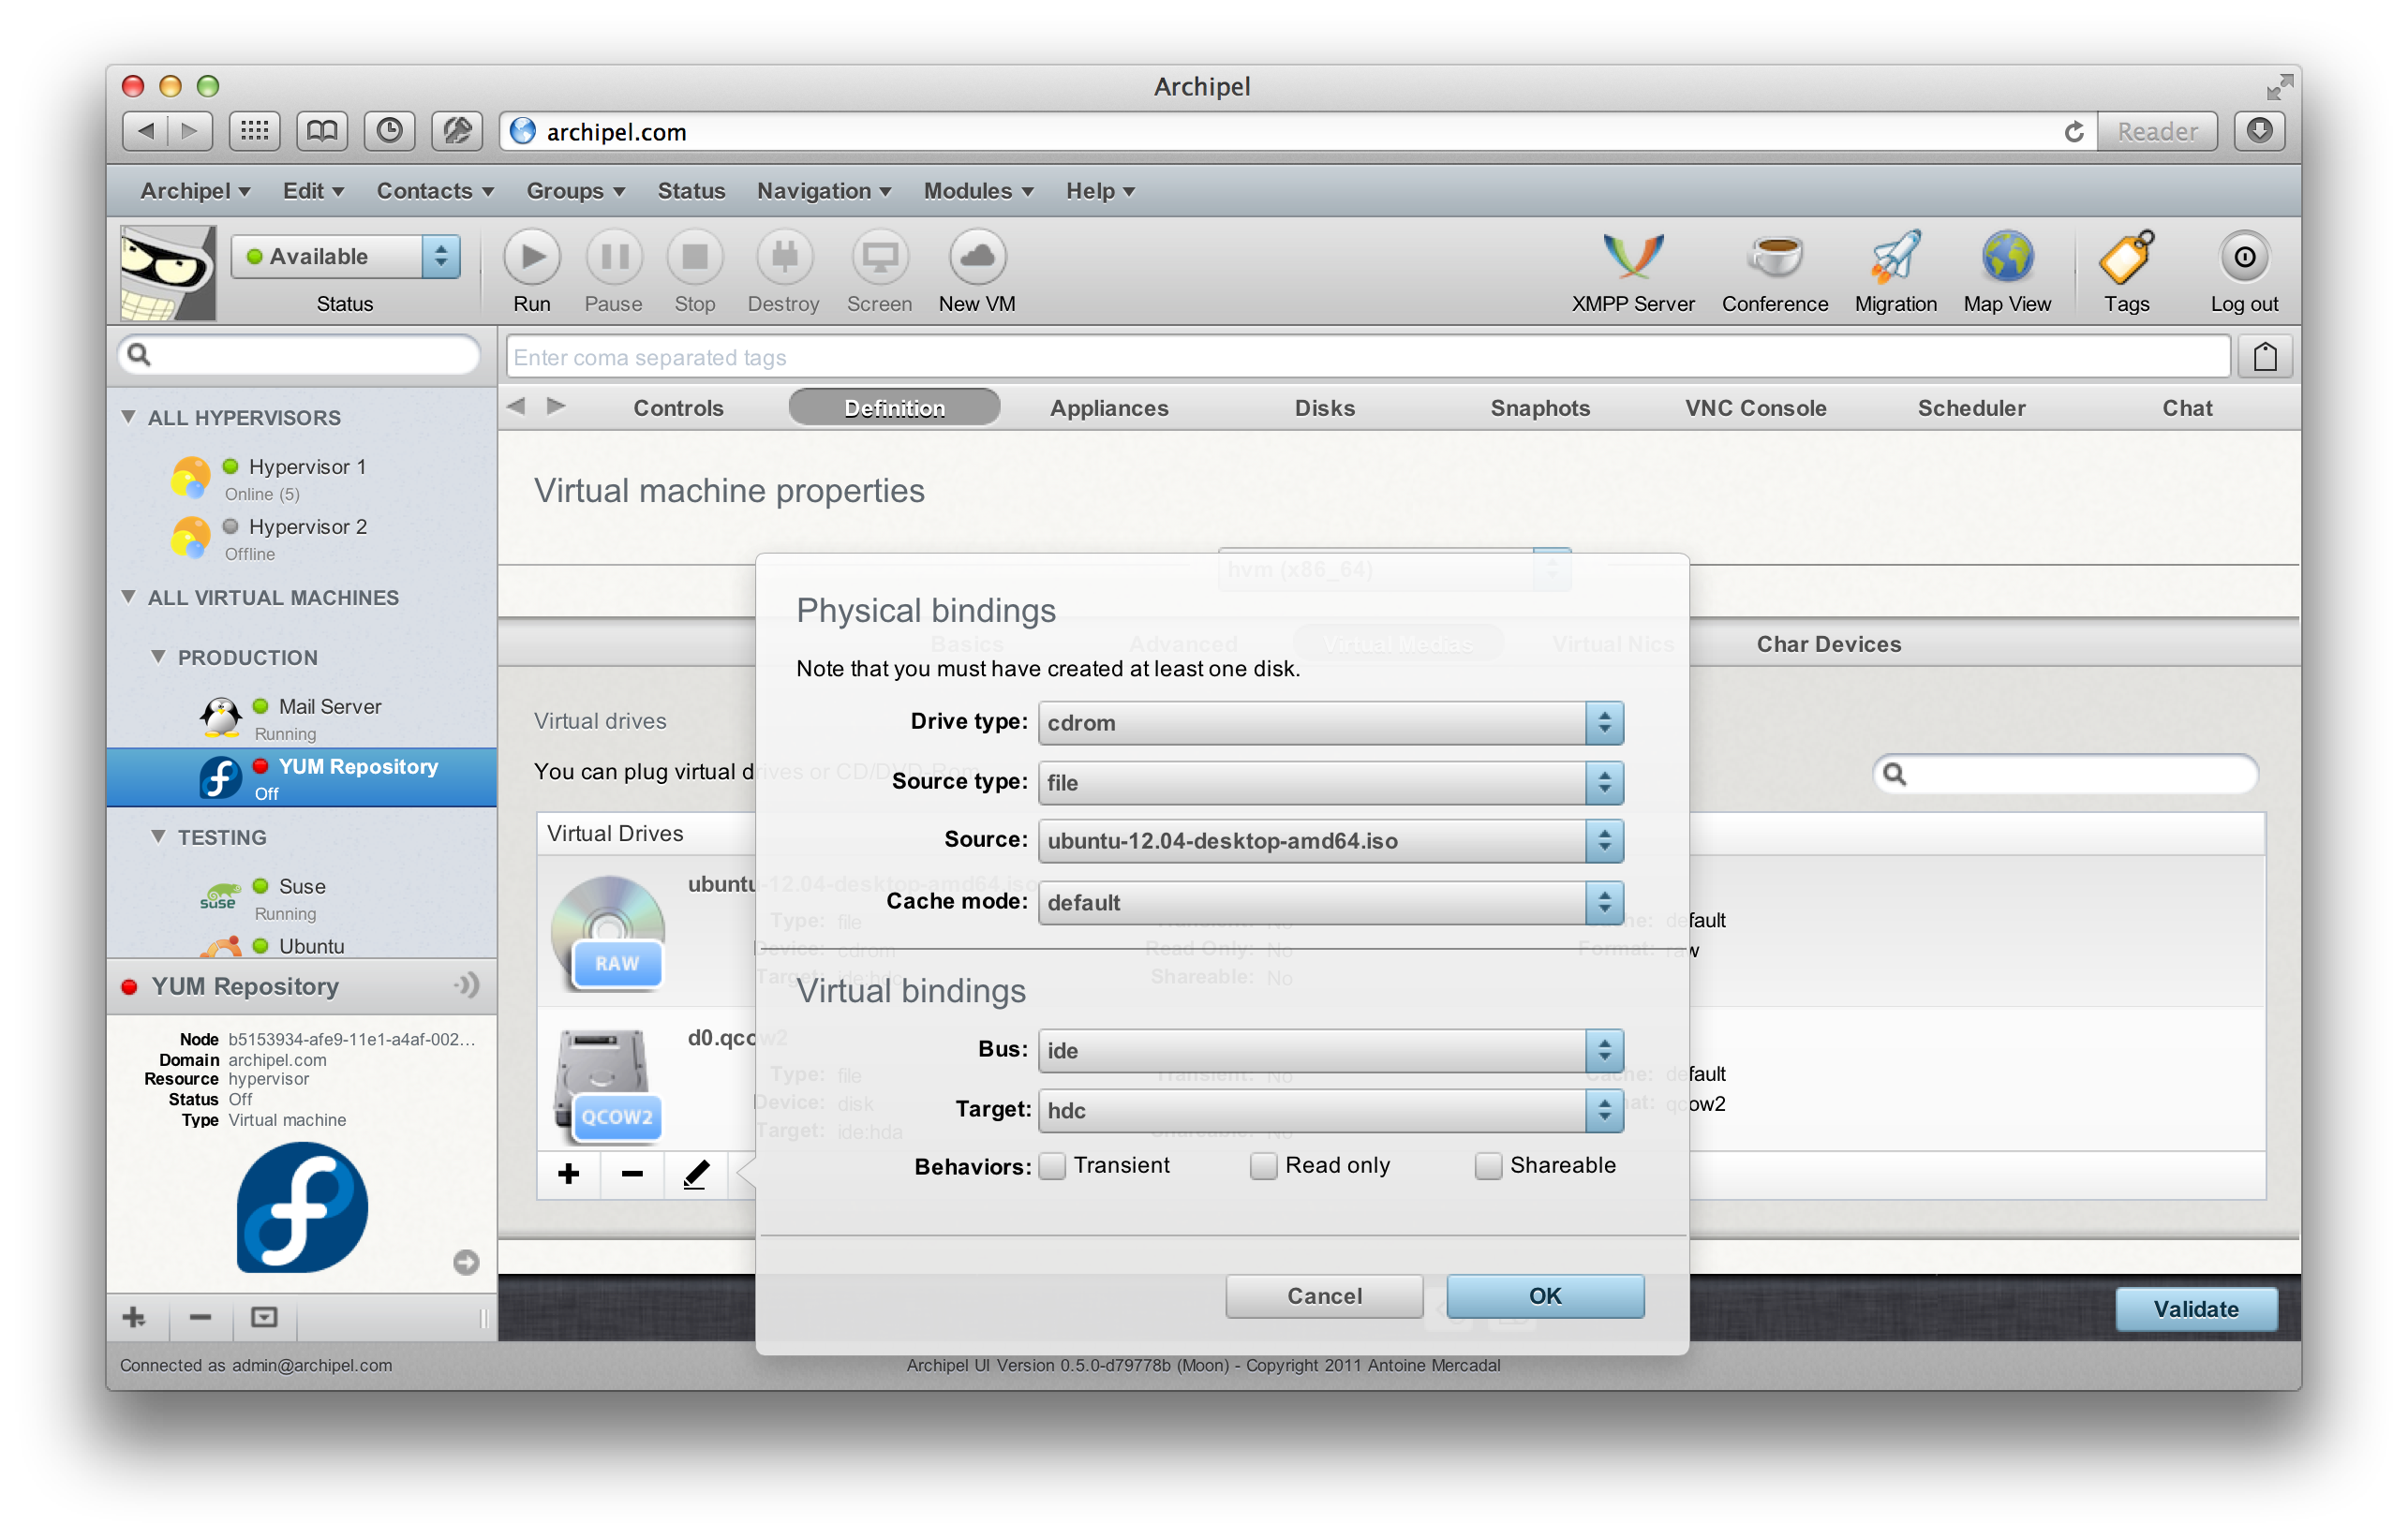 Archipel
archipel.com
Reader
Archipel Edit Contacts Groups Status Navigation Modules Help
Available
Status
Run Pause Stop Destroy Screen New VM
XMPP Server Conference Migration Map View Tags Log out
Enter coma separated tags
Controls Definition Appliances Disks Snaphots VNC Console Scheduler Chat
ALL HYPERVISORS
Hypervisor 1
Online (5)
Hypervisor 2
Offline
ALL VIRTUAL MACHINES
PRODUCTION
Mail Server
Running
YUM Repository
Off
TESTING
Suse
suse
Running
Ubuntu
YUM Repository
Node b5153934-afe9-11e1-a4af-002...
Domain archipel.com
Resource hypervisor
Status Off
Type Virtual machine
Virtual machine properties
hvm (x86_64)
Basics Advanced Virtual Medias Virtual Nics Char Devices
Virtual drives
You can plug virtual drives or CD/DVD-Rom
Virtual Drives
ubuntu-12.04-desktop-amd64.iso
RAW
Type: file Transient: No Cache: default
Device: cdrom Read Only: No Format: raw
Target: ide:hdc Shareable: No
d0.qcow2
QCOW2
Type: file Transient: No Cache: default
Device: disk Format: qcow2
Target: ide:hda Shareable: No
Physical bindings
Note that you must have created at least one disk.
Drive type: cdrom
Source type: file
Source: ubuntu-12.04-desktop-amd64.iso
Cache mode: default
Virtual bindings
Bus: ide
Target: hdc
Behaviors: Transient Read only Shareable
Cancel OK
Validate
Connected as admin@archipel.com
Archipel UI Version 0.5.0-d79778b (Moon) - Copyright 2011 Antoine Mercadal